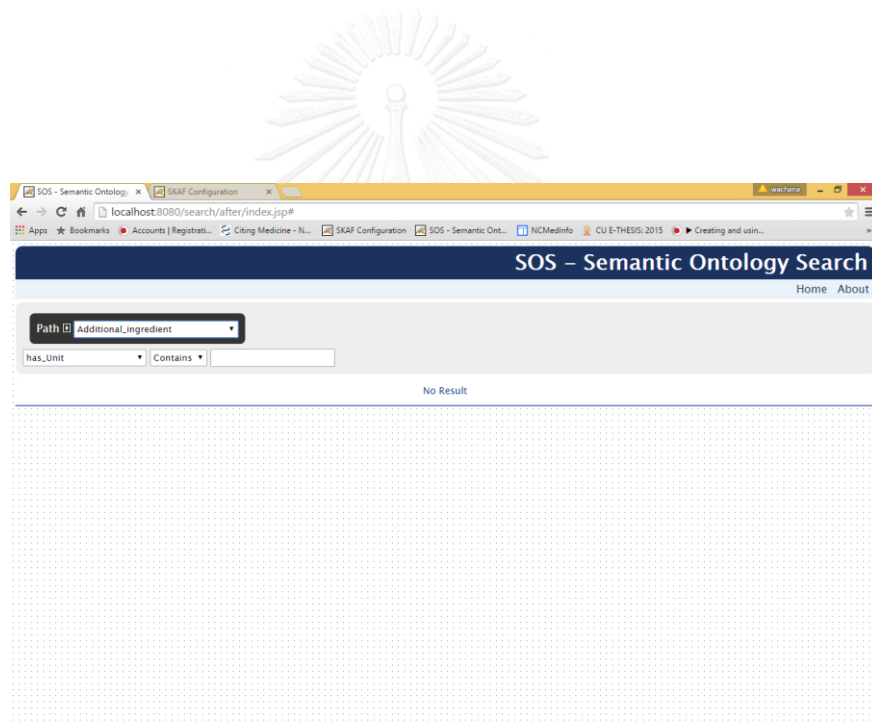 SOS - Semantic Ontology SKAF Configuration wachana
localhost:8080/search/after/index.jsp#
Apps Bookmarks Accounts | Registrati... Citing Medicine - N... SKAF Configuration SOS - Semantic Ont... NCMedInfo CU E-THESIS: 2015 Creating and usin... »
SOS – Semantic Ontology Search
Home About
Path Additional_ingredient
has_Unit Contains
No Result